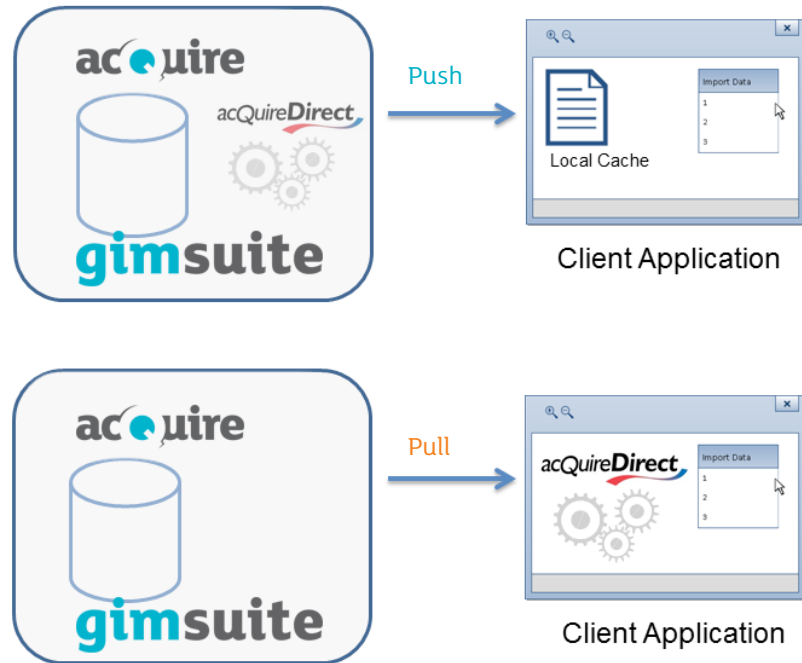 acQuire
acQuireDirect
gimsuite
Push
Import Data
1
2
3
Local Cache
Client Application
acQuire
gimsuite
Pull
acQuireDirect
Import Data
1
2
3
Client Application